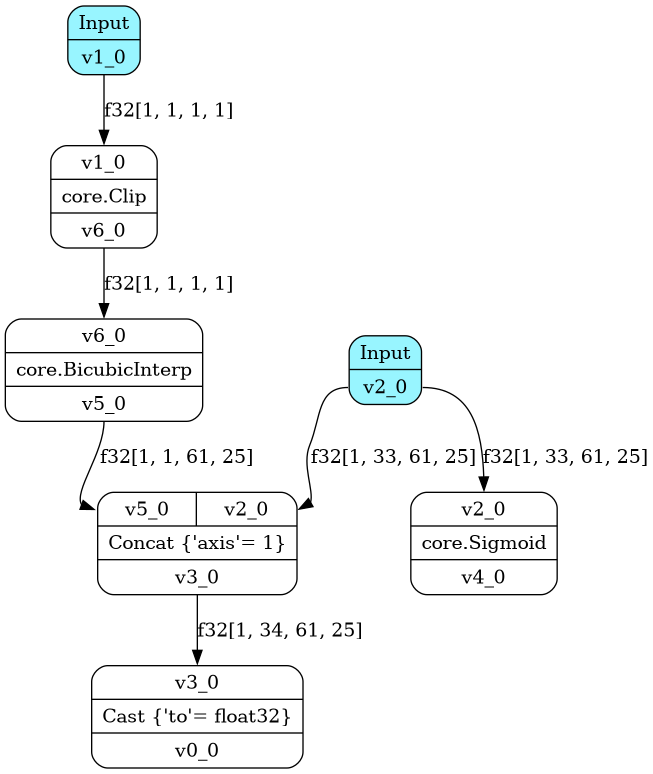 Input
v1_0
f32[1, 1, 1, 1]
v1_0
core.Clip
v6_0
f32[1, 1, 1, 1]
v6_0
core.BicubicInterp
v5_0
Input
v2_0
f32[1, 1, 61, 25]
f32[1, 33, 61, 25]
f32[1, 33, 61, 25]
v5_0 v2_0
Concat {'axis'= 1}
v3_0
v2_0
core.Sigmoid
v4_0
f32[1, 34, 61, 25]
v3_0
Cast {'to'= float32}
v0_0